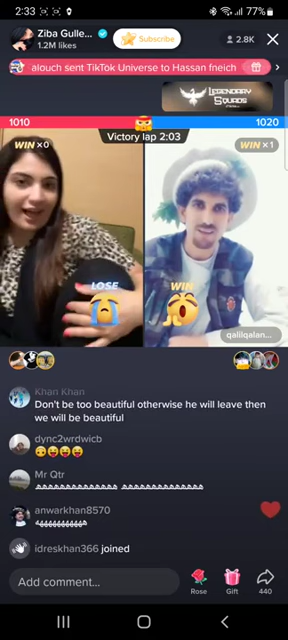 2:33
77%
Ziba Gulle...
1.2M likes
Subscribe
2.8K
alouch sent TikTok Universe to Hassan fneich
LEGENDARY
SQUADS
1010
1020
WIN x0
Victory lap 2:03
WIN x1
LOSE
WIN
qalilqalan...
Khan Khan
Don't be too beautiful otherwise he will leave then
we will be beautiful
dync2wrdwicb
Mr Qtr
anwarkhan8570
idreskhan366 joined
Add comment...
Rose
Gift
440